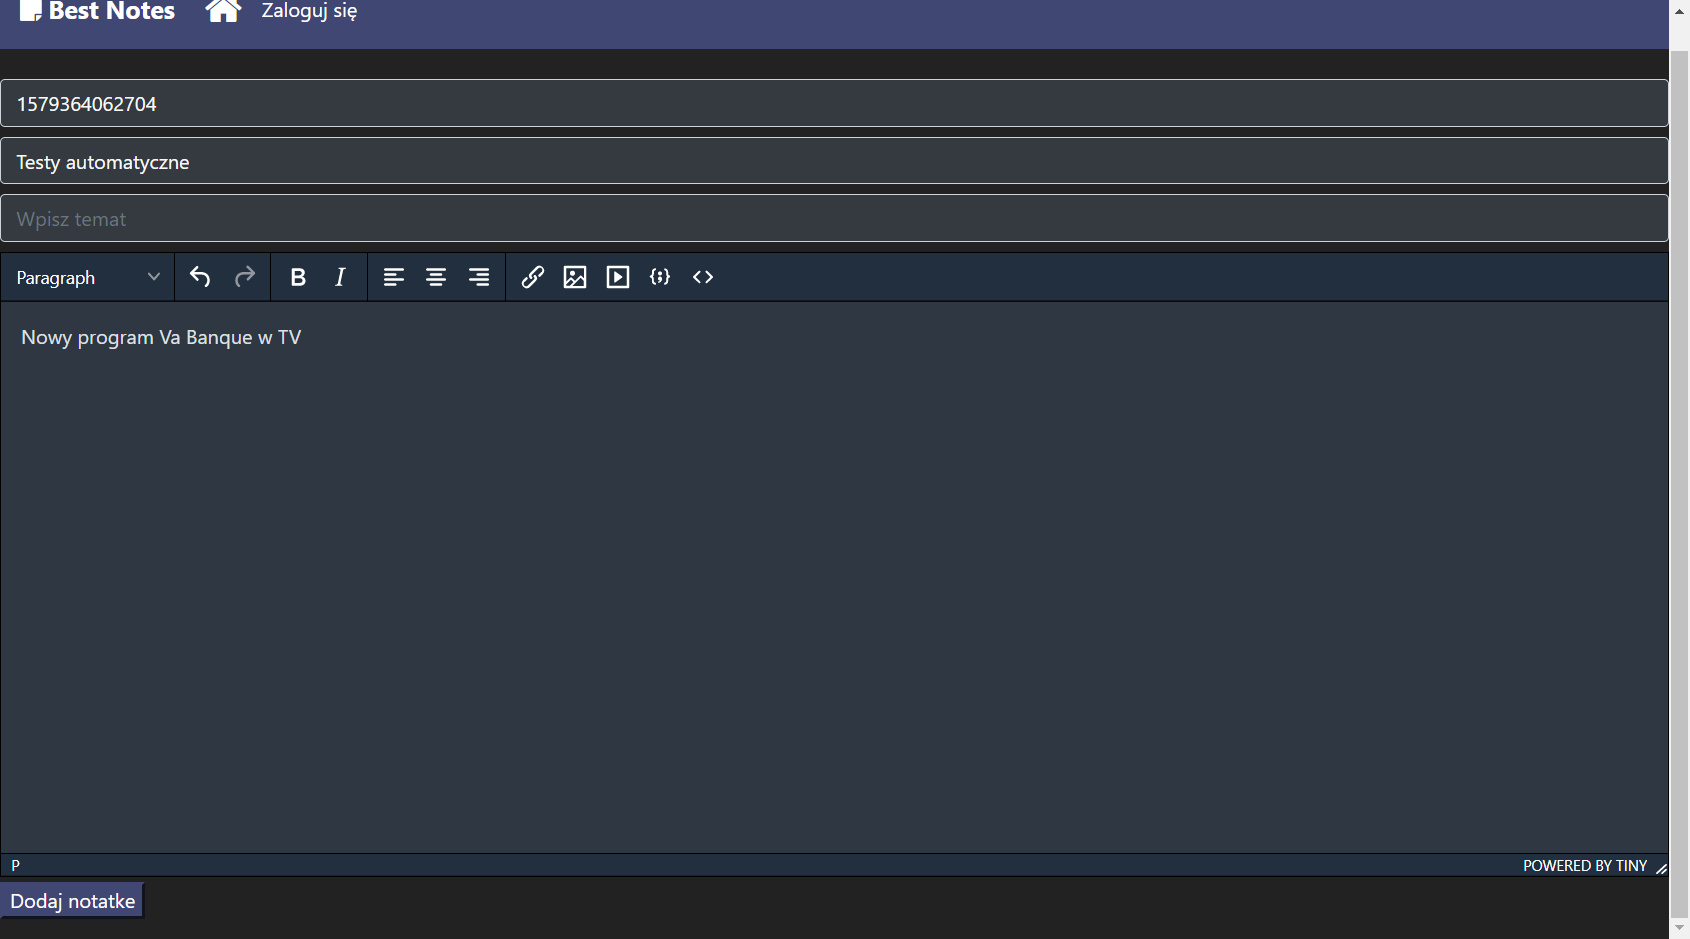 Best Notes Zaloguj się
1579364062704
Testy automatyczne
Wpisz temat
Paragraph B I
Nowy program Va Banque w TV
P POWERED BY TINY
Dodaj notatke